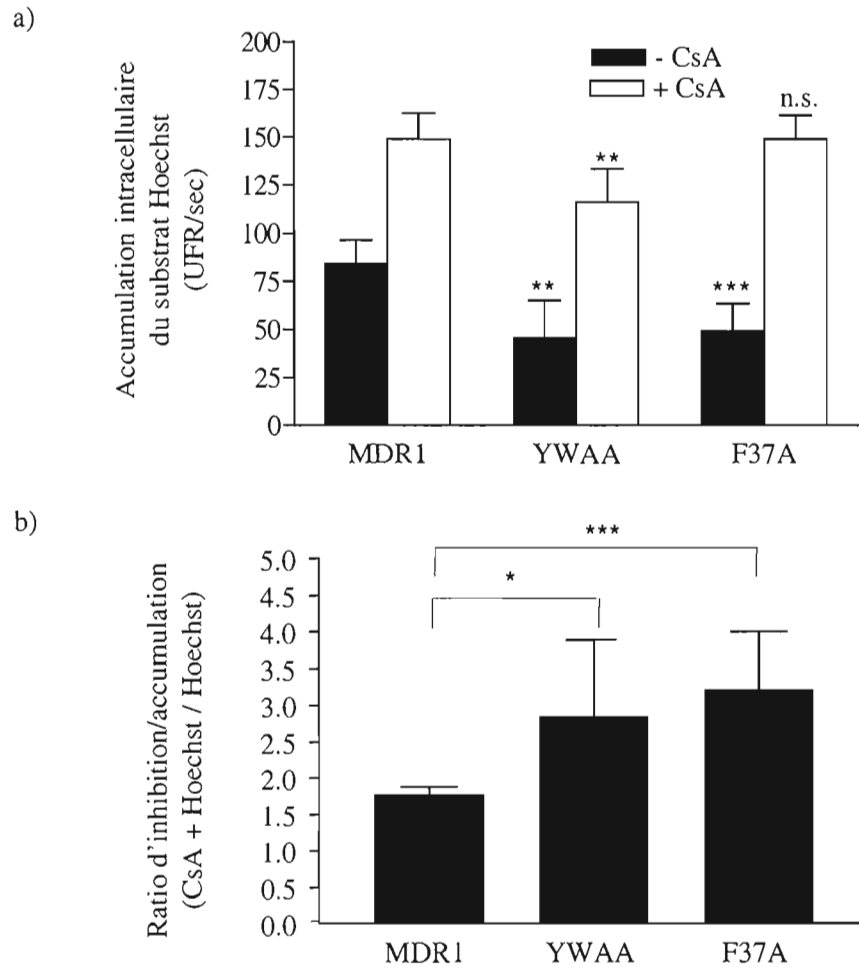 a)
Accumulation intracellulaire
du substrat Hoechst
(UFR/sec)
200
175
150
125
100
75
50
25
0
- CsA
+ CsA
n.s.
**
**
***
MDR1 YWAA F37A
b)
Ratio d'inhibition/accumulation
(CsA + Hoechst / Hoechst)
5.0
4.5
4.0
3.5
3.0
2.5
2.0
1.5
1.0
0.5
0.0
***
*
MDR1 YWAA F37A